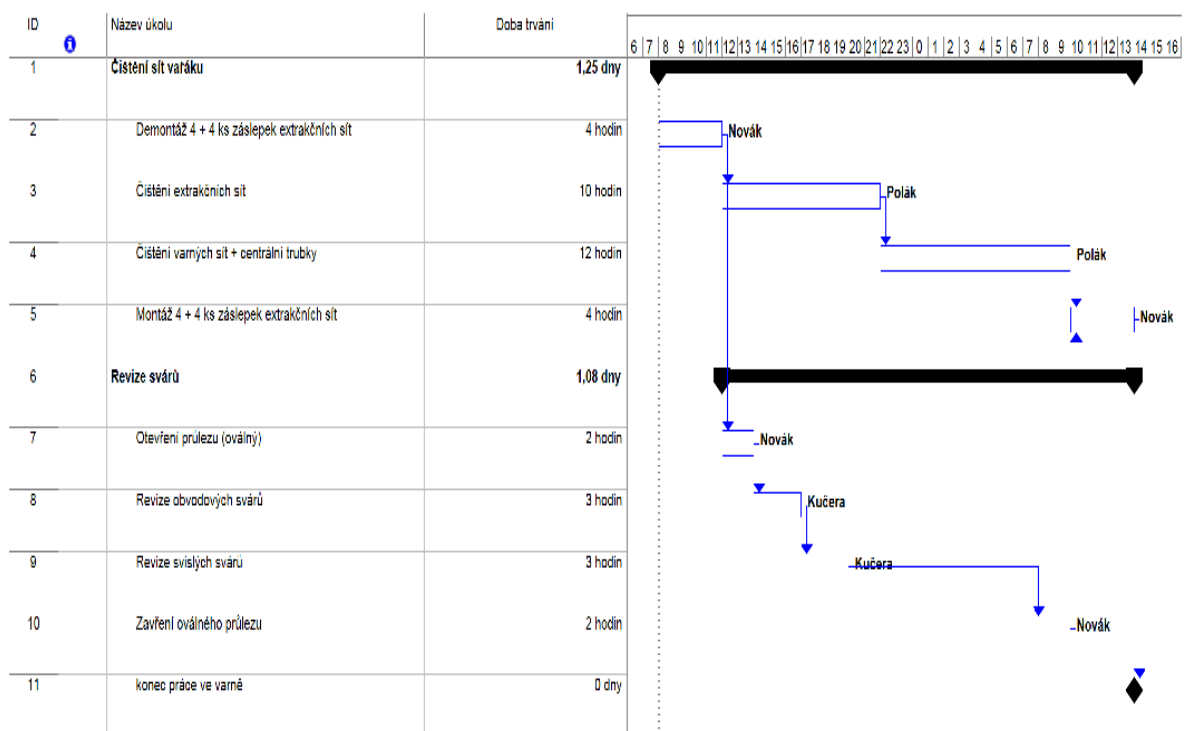 ID Název úkolu Doba trvání
6 7 8 9 10 11 12 13 14 15 16 17 18 19 20 21 22 23 0 1 2 3 4 5 6 7 8 9 10 11 12 13 14 15 16
1 Čištění sít vařáku 1,25 dny
2 Demontáž 4 + 4 ks záslepek extrakčních sít 4 hodin Novák
3 Čištění extrakčních sít 10 hodin Polák
4 Čištění varných sít + centrální trubky 12 hodin Polák
5 Montáž 4 + 4 ks záslepek extrakčních sít 4 hodin Novák
6 Revize svárů 1,08 dny
7 Otevření průlezu (oválný) 2 hodin Novák
8 Revize obvodových svárů 3 hodin Kučera
9 Revize svislých svárů 3 hodin Kučera
10 Zavření oválného průlezu 2 hodin Novák
11 konec práce ve varně 0 dny